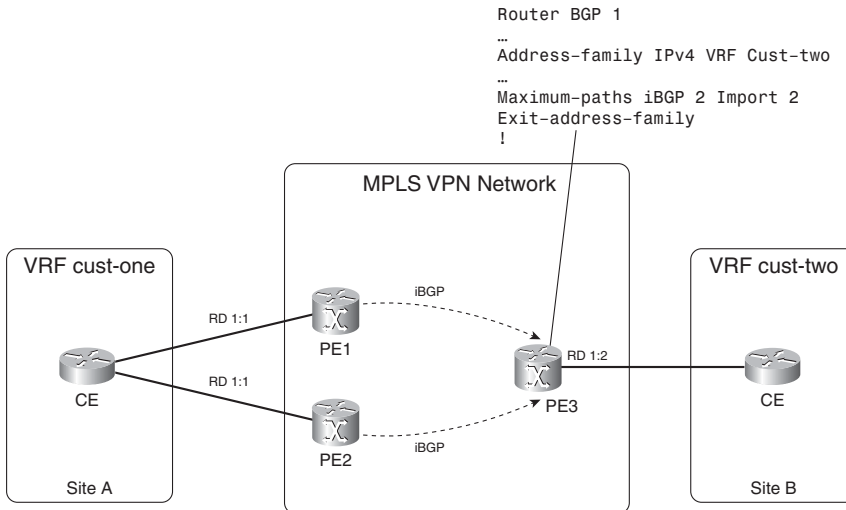 Router BGP 1
…
Address-family IPv4 VRF Cust-two
…
Maximum-paths iBGP 2 Import 2
Exit-address-family
!
MPLS VPN Network
VRF cust-one
VRF cust-two
iBGP
RD 1:1
PE1
RD 1:2
CE
RD 1:1
PE3
CE
PE2
iBGP
Site A
Site B